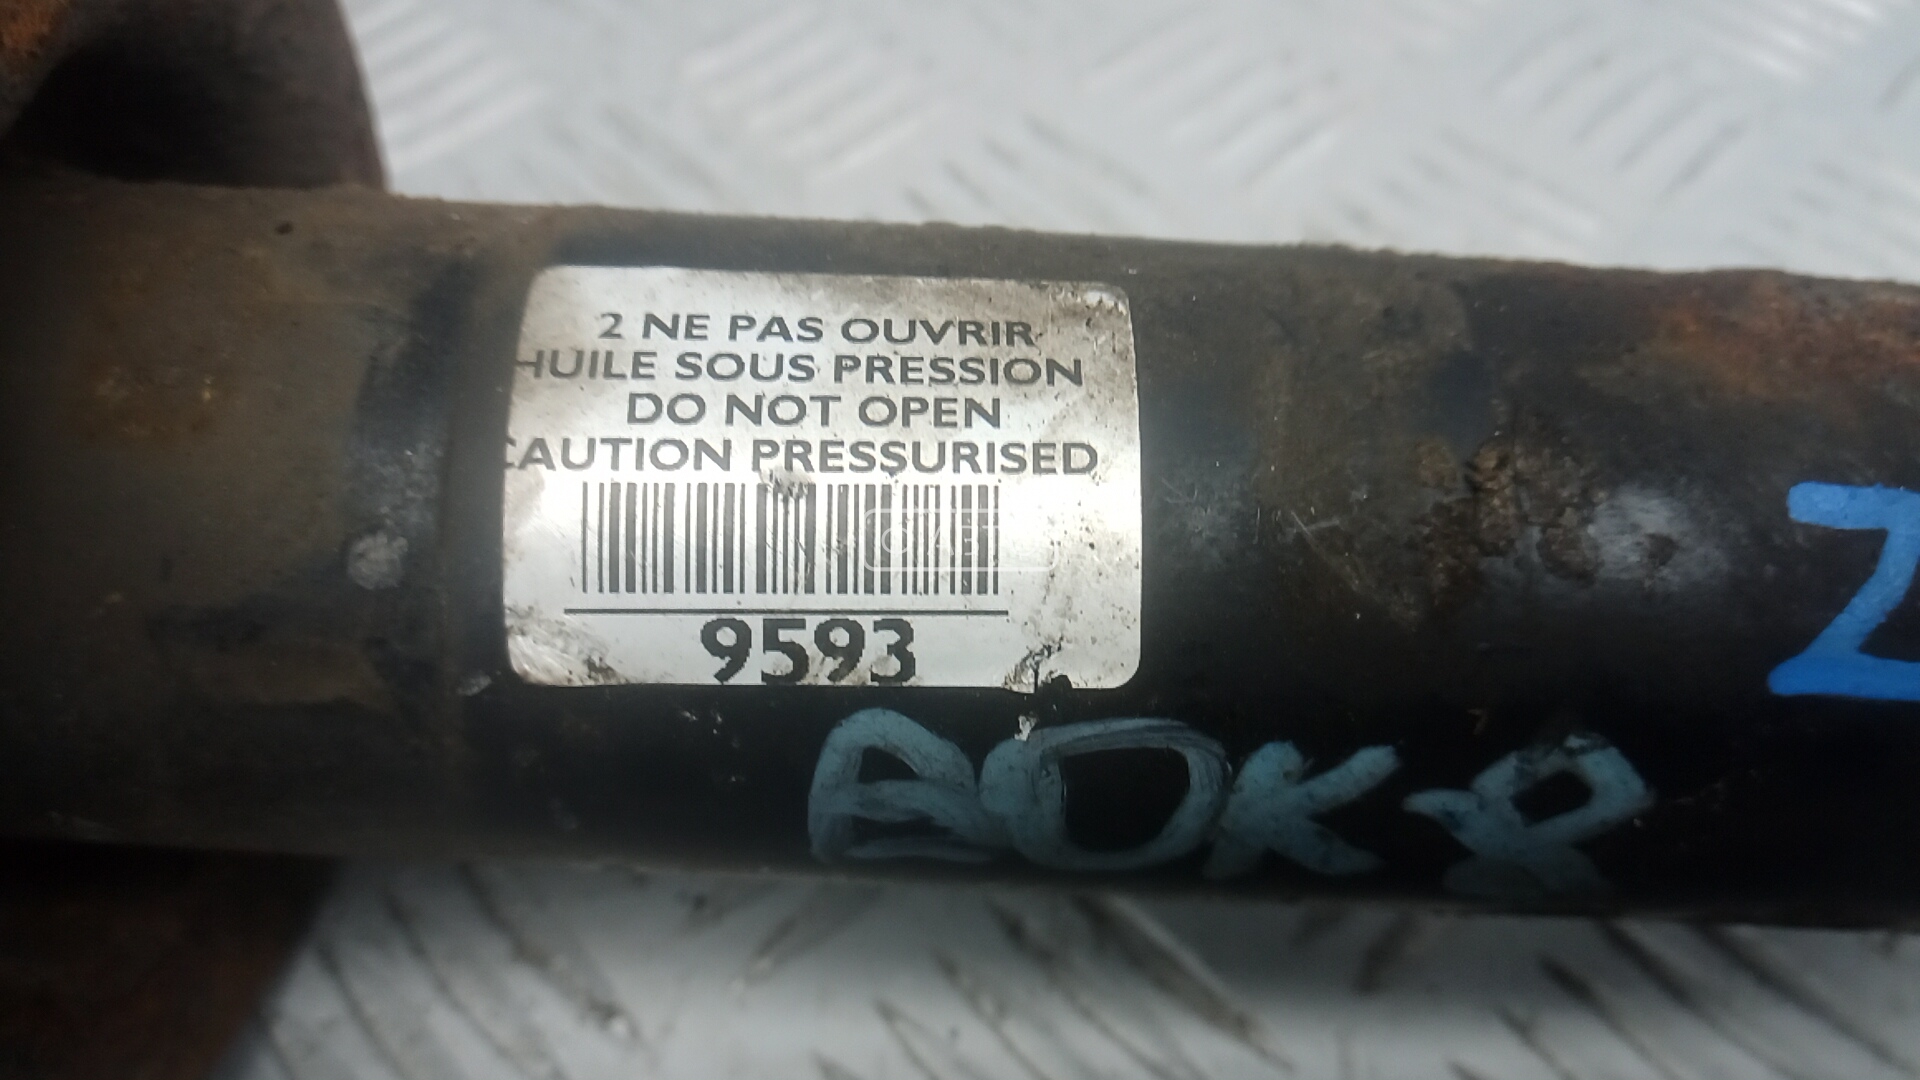 2 NE PAS OUVRIR
HUILE SOUS PRESSION
DO NOT OPEN
CAUTION PRESSURISED
9593